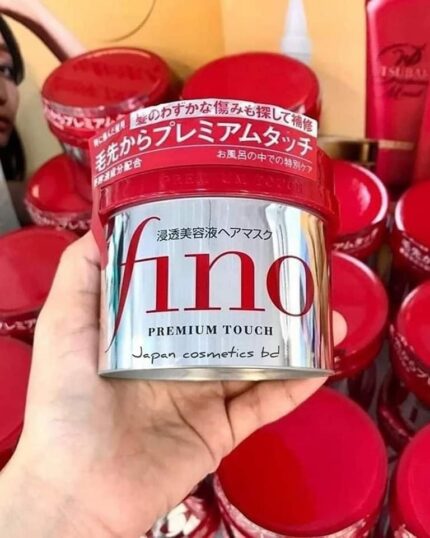 髪のわずかな傷みも探して補修
毛先からプレミアムタッチ
お風呂の中での特別ケア
浸透美容液ヘアマスク
fino
PREMIUM TOUCH
Japan cosmetics bd
TSUBAKI